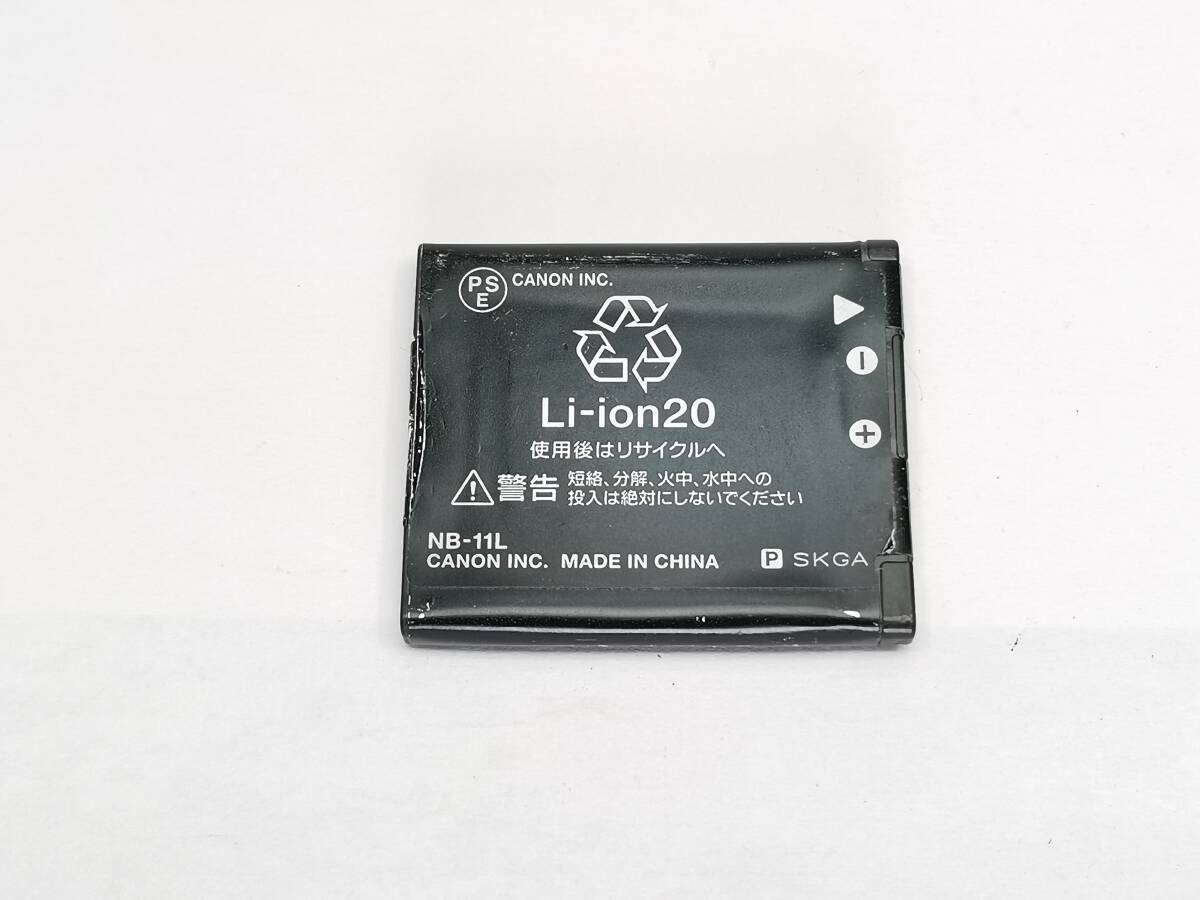 PS
E
CANON INC.
Li-ion20
使用後はリサイクルへ
警告
短絡、分解、火中、水中への
投入は絶対にしないでください
NB-11L
CANON INC. MADE IN CHINA
P SKGA